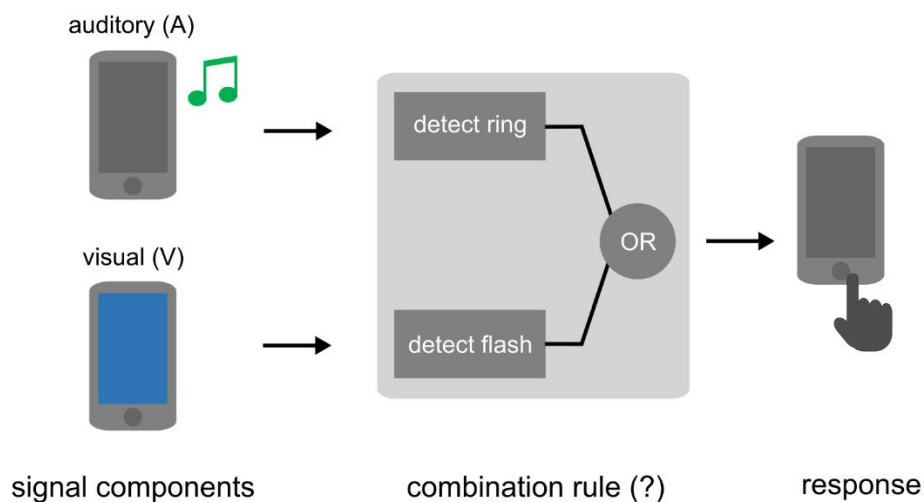 auditory (A)
detect ring
OR
visual (V)
detect flash
signal components
combination rule (?)
response